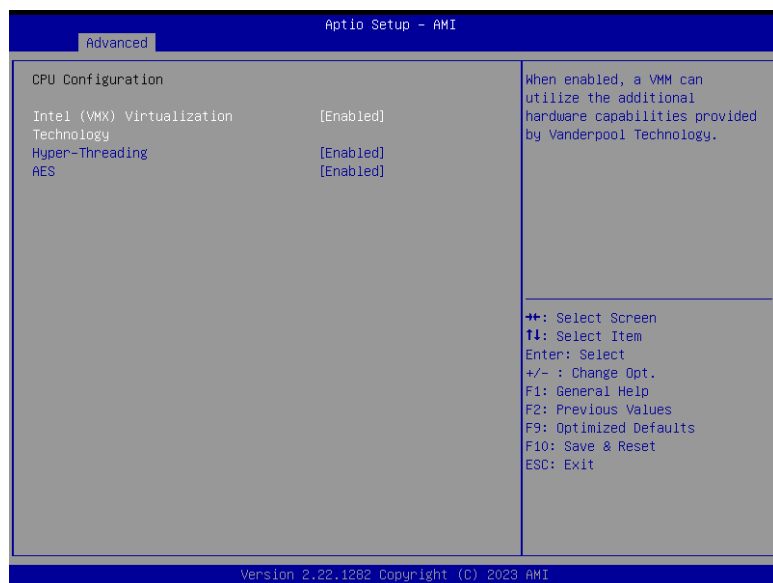 Aptio Setup – AMI
Advanced
CPU Configuration
Intel (VMX) Virtualization [Enabled]
Technology
Hyper-Threading [Enabled]
AES [Enabled]
When enabled, a VMM can
utilize the additional
hardware capabilities provided
by Vanderpool Technology.
→←: Select Screen
↑↓: Select Item
Enter: Select
+/- : Change Opt.
F1: General Help
F2: Previous Values
F9: Optimized Defaults
F10: Save & Reset
ESC: Exit
Version 2.22.1282 Copyright (C) 2023 AMI